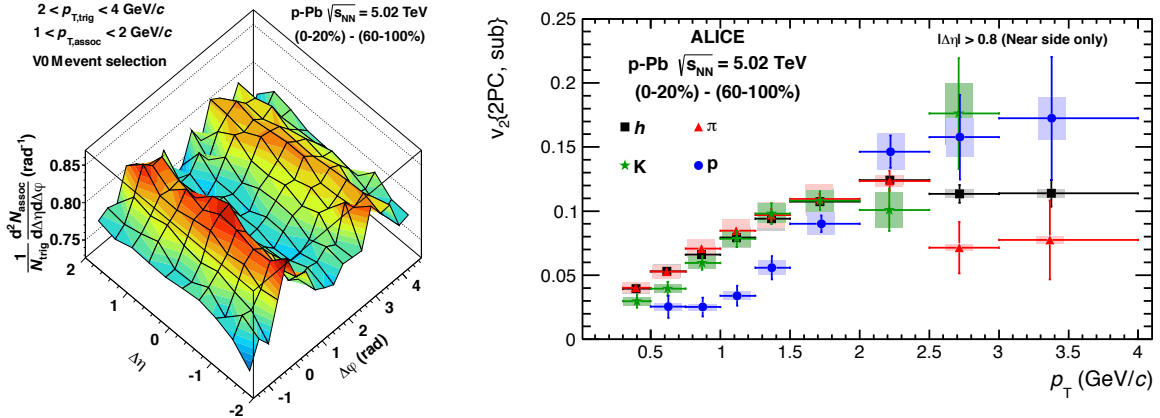 2 < p_T,trig < 4 GeV/c
1 < p_T,assoc < 2 GeV/c
V0M event selection
p-Pb √s_NN = 5.02 TeV
(0-20%) - (60-100%)
1/N_trig d²N_assoc/dΔηdΔφ (rad⁻¹)
0.85
0.80
0.75
2
1
0
-1
-2
Δη
-1
0
1
2
3
4
Δφ (rad)
v₂{2PC, sub}
0.25
0.2
0.15
0.1
0.05
0
ALICE
p-Pb √s_NN = 5.02 TeV
(0-20%) - (60-100%)
|Δη| > 0.8 (Near side only)
h
π
K
p
0.5 1 1.5 2 2.5 3 3.5 4
p_T (GeV/c)